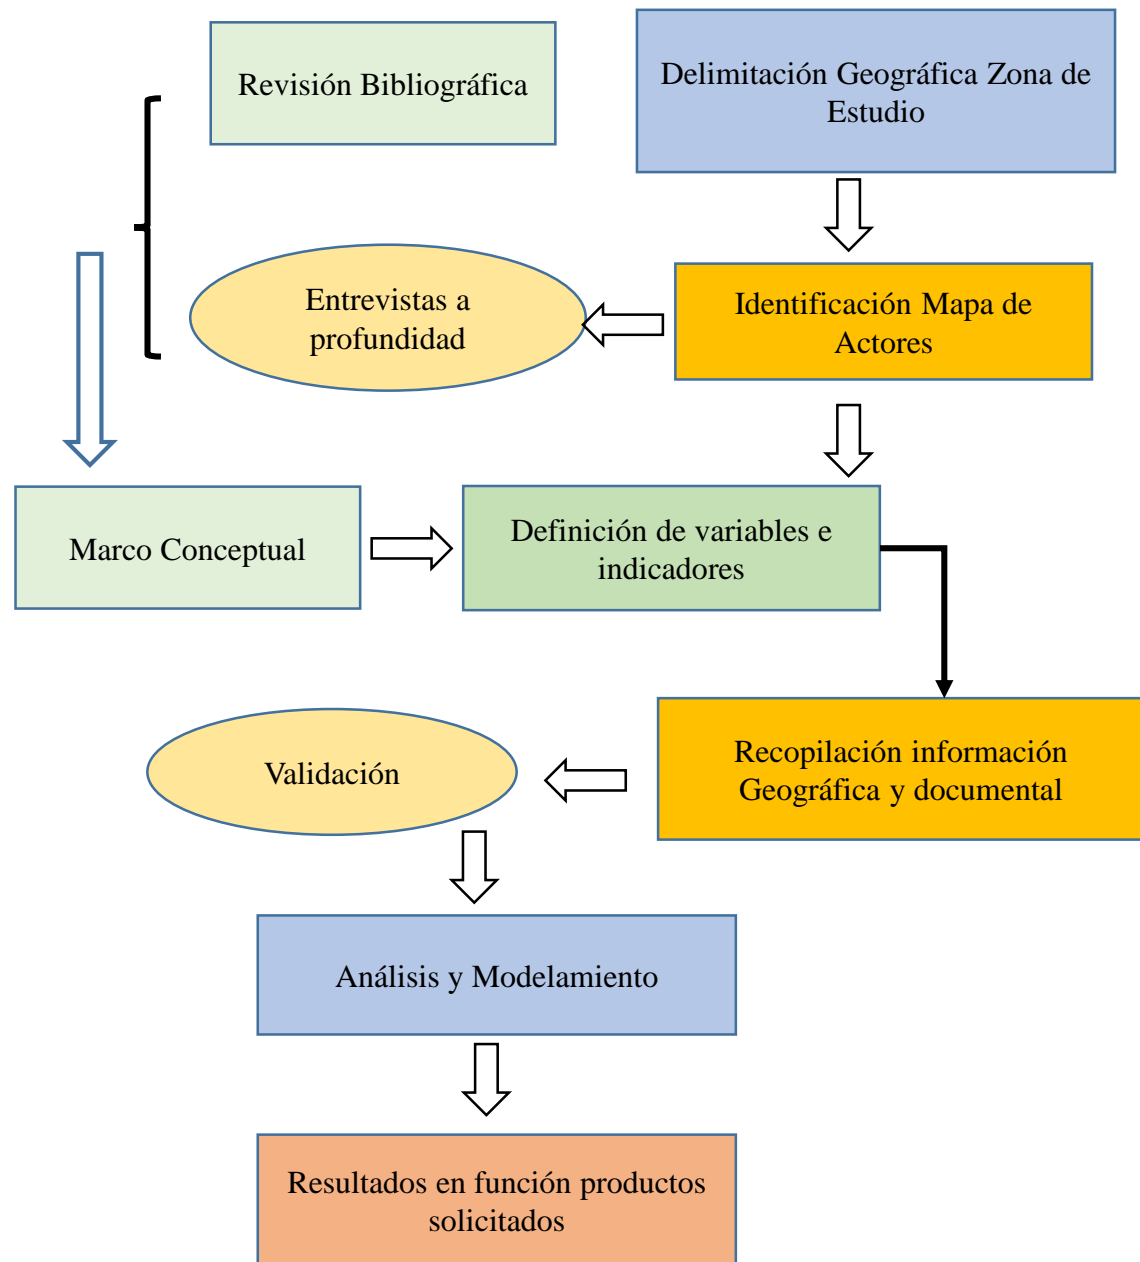 Revisión Bibliográfica
Delimitación Geográfica Zona de
Estudio
Entrevistas a
profundidad
Identificación Mapa de
Actores
Marco Conceptual
Definición de variables e
indicadores
Validación
Recopilación información
Geográfica y documental
Análisis y Modelamiento
Resultados en función productos
solicitados